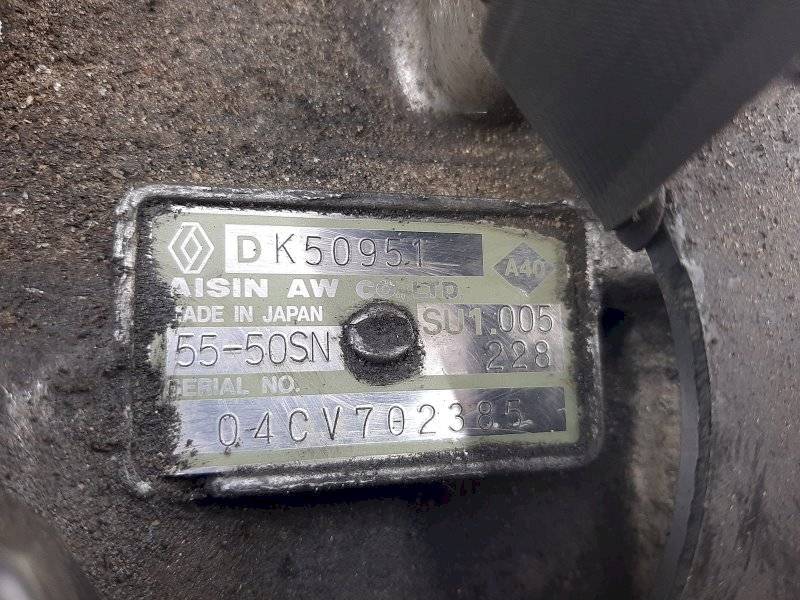 DK50951
A40
AISIN AW CO.,LTD
MADE IN JAPAN SU1.005
55-50SN 228
SERIAL NO.
04CV702385